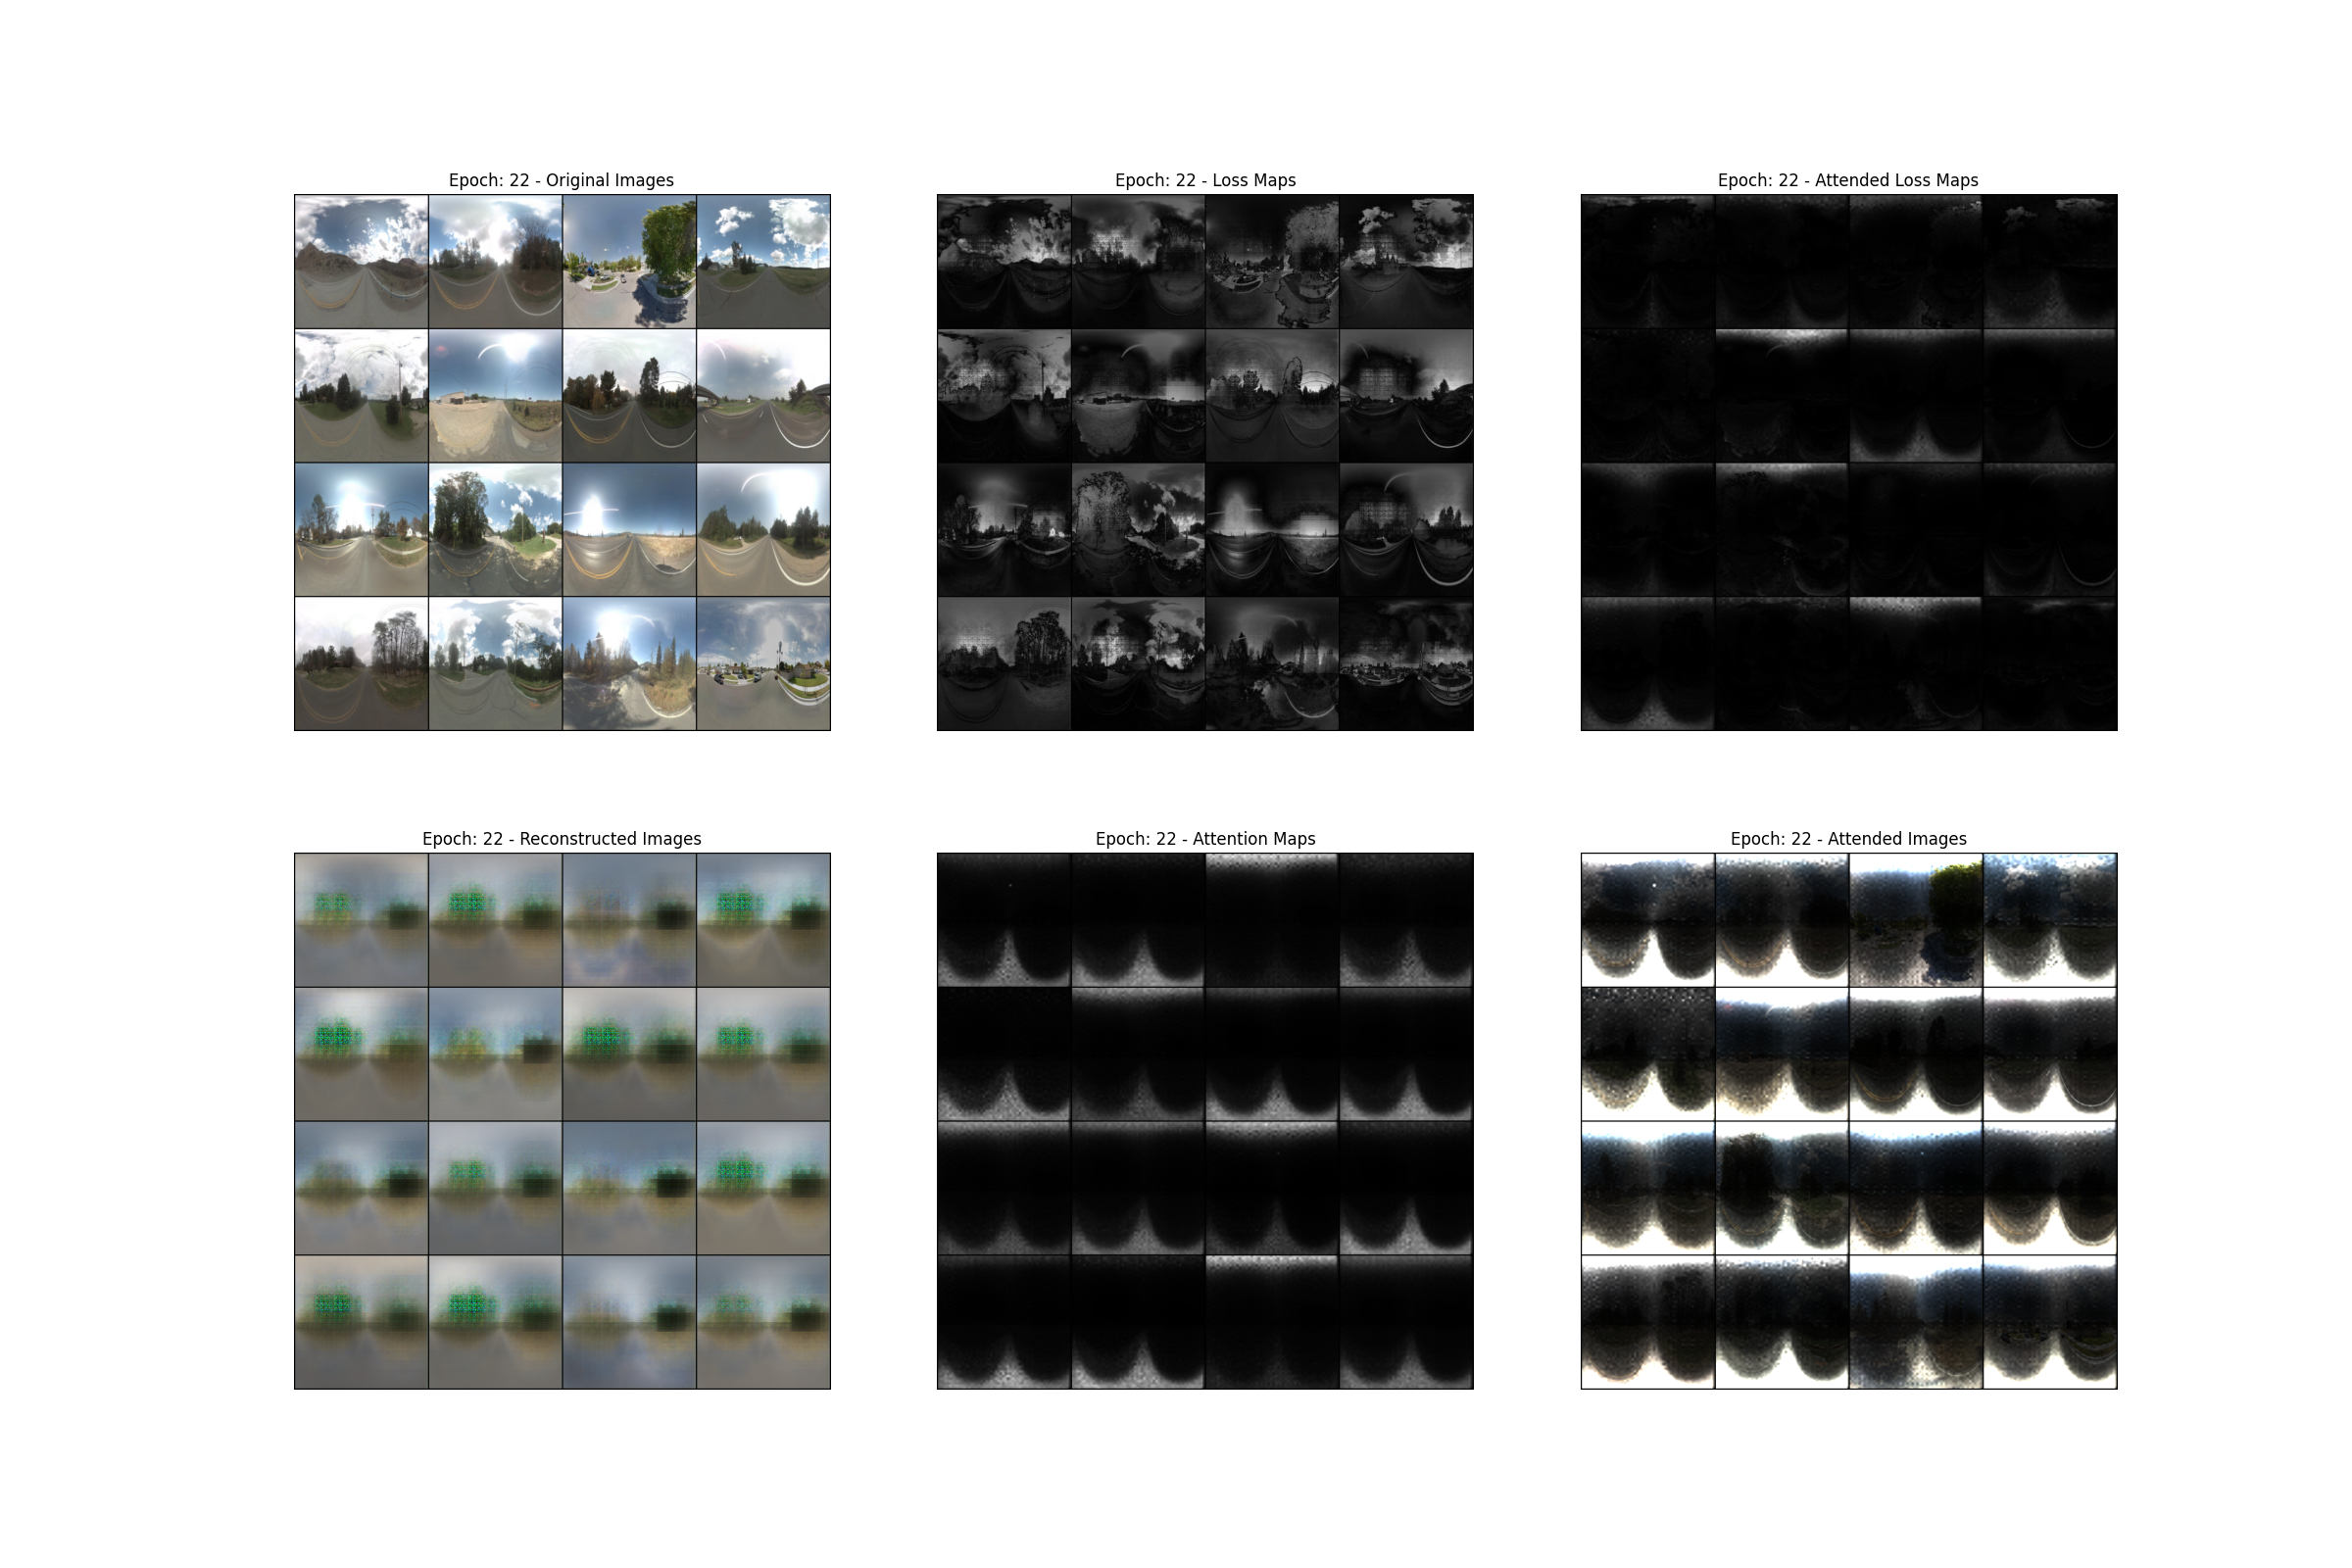 Epoch: 22 - Original Images
Epoch: 22 - Loss Maps
Epoch: 22 - Attended Loss Maps
Epoch: 22 - Reconstructed Images
Epoch: 22 - Attention Maps
Epoch: 22 - Attended Images